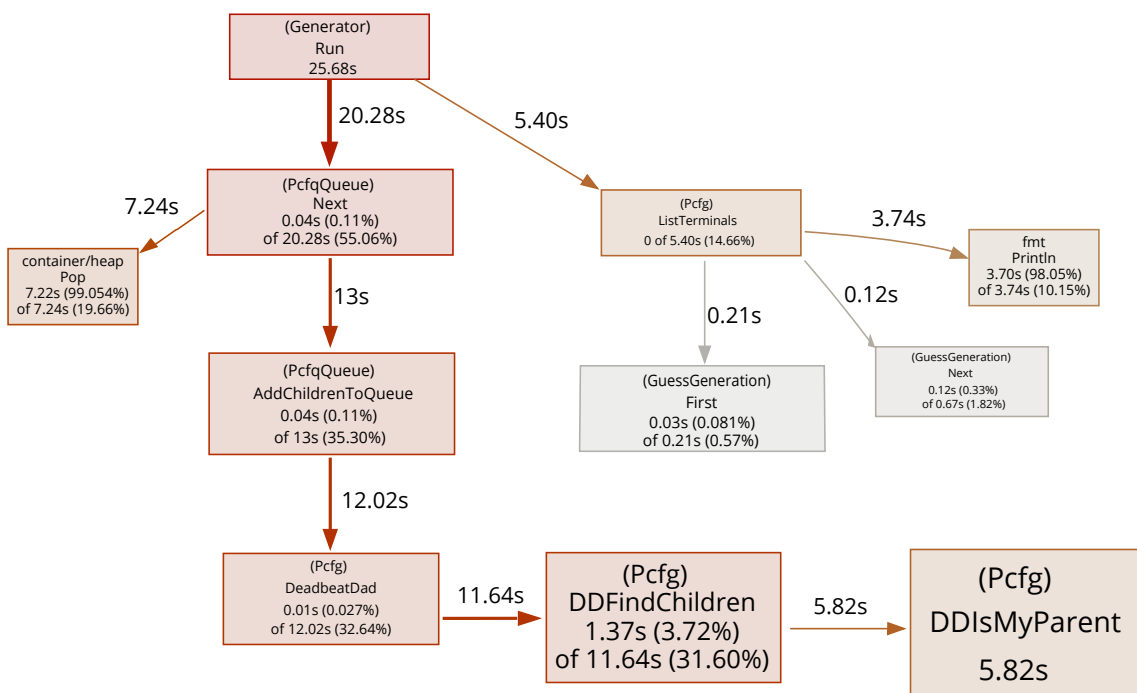 (Generator)
Run
25.68s
20.28s
5.40s
(PcfqQueue)
Next
0.04s (0.11%)
of 20.28s (55.06%)
7.24s
container/heap
Pop
7.22s (99.054%)
of 7.24s (19.66%)
(Pcfg)
ListTerminals
0 of 5.40s (14.66%)
3.74s
fmt
Println
3.70s (98.05%)
of 3.74s (10.15%)
13s
0.21s
0.12s
(PcfqQueue)
AddChildrenToQueue
0.04s (0.11%)
of 13s (35.30%)
(GuessGeneration)
First
0.03s (0.081%)
of 0.21s (0.57%)
(GuessGeneration)
Next
0.12s (0.33%)
of 0.67s (1.82%)
12.02s
(Pcfg)
DeadbeatDad
0.01s (0.027%)
of 12.02s (32.64%)
11.64s
(Pcfg)
DDFindChildren
1.37s (3.72%)
of 11.64s (31.60%)
5.82s
(Pcfg)
DDIsMyParent
5.82s